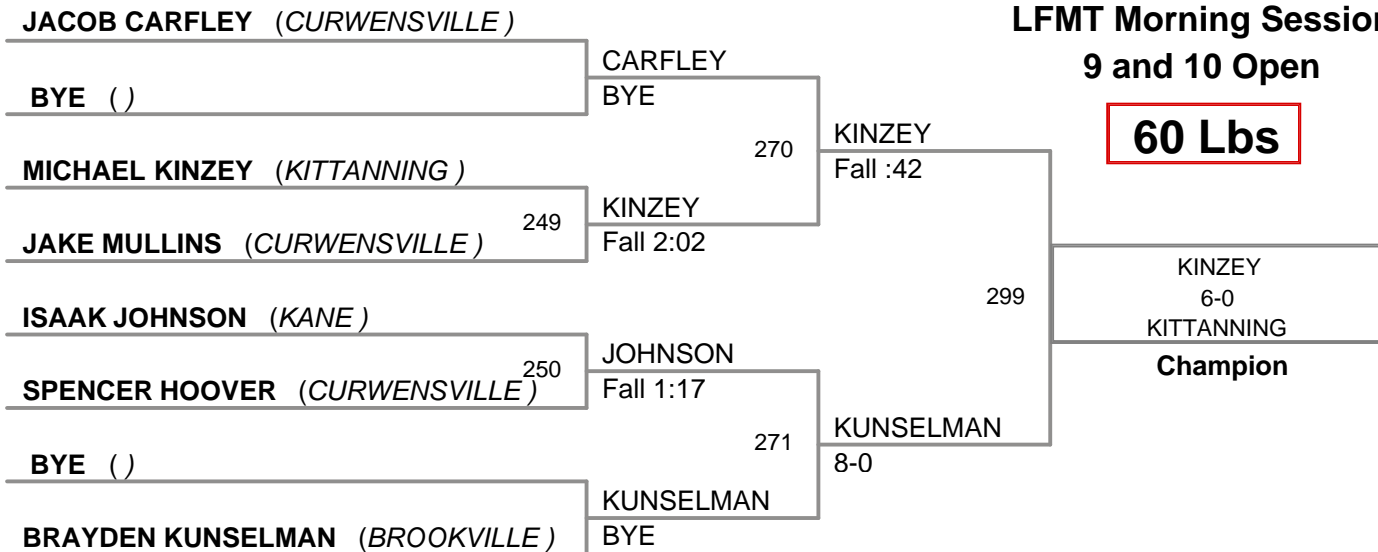 JACOB CARFLEY (CURWENSVILLE )
BYE ( )
MICHAEL KINZEY (KITTANNING )
JAKE MULLINS (CURWENSVILLE )
ISAAK JOHNSON (KANE )
SPENCER HOOVER (CURWENSVILLE )
BYE ( )
BRAYDEN KUNSELMAN (BROOKVILLE )
249
250
CARFLEY
BYE
KINZEY
Fall 2:02
JOHNSON
Fall 1:17
KUNSELMAN
BYE
270
271
KINZEY
Fall :42
KUNSELMAN
8-0
299
LFMT Morning Session
9 and 10 Open
60 Lbs
KINZEY
6-0
KITTANNING
Champion